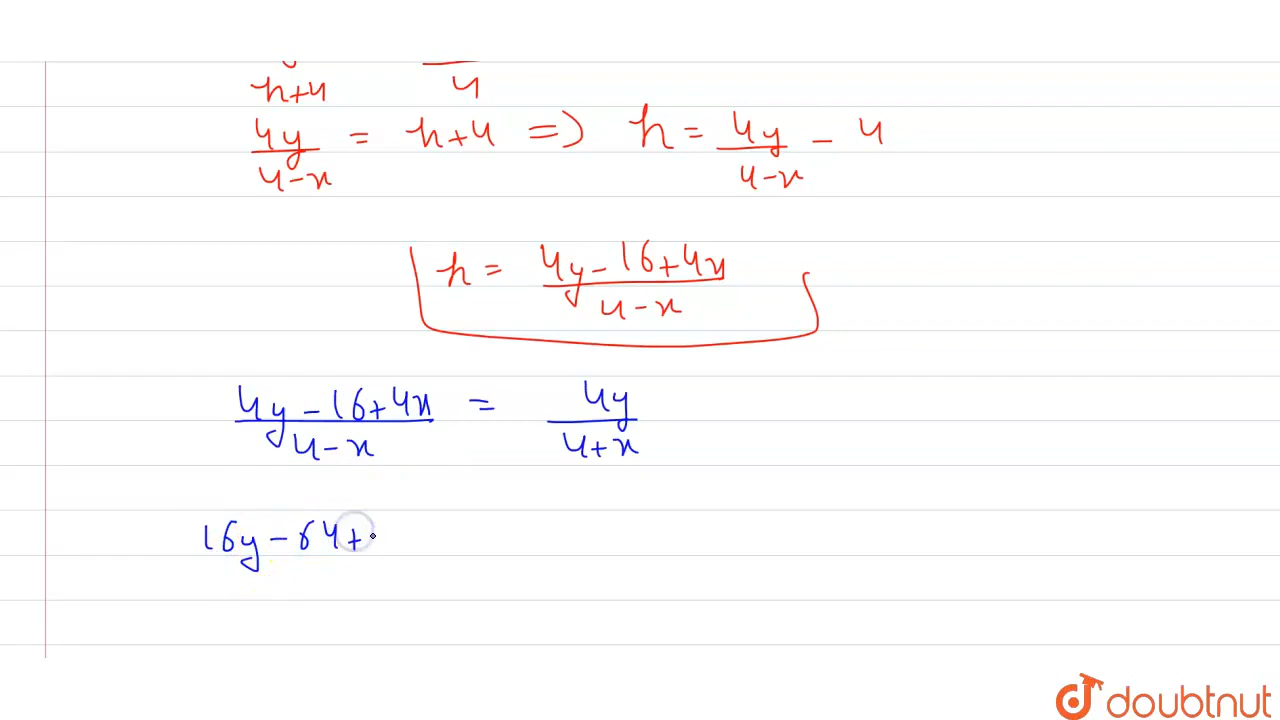 h+4 4
4y/4-x = h+4 => h = 4y/4-x - 4
h = 4y-16+4x/4-x
4y-16+4x/4-x = 4y/4+x
16y-64+
doubtnut